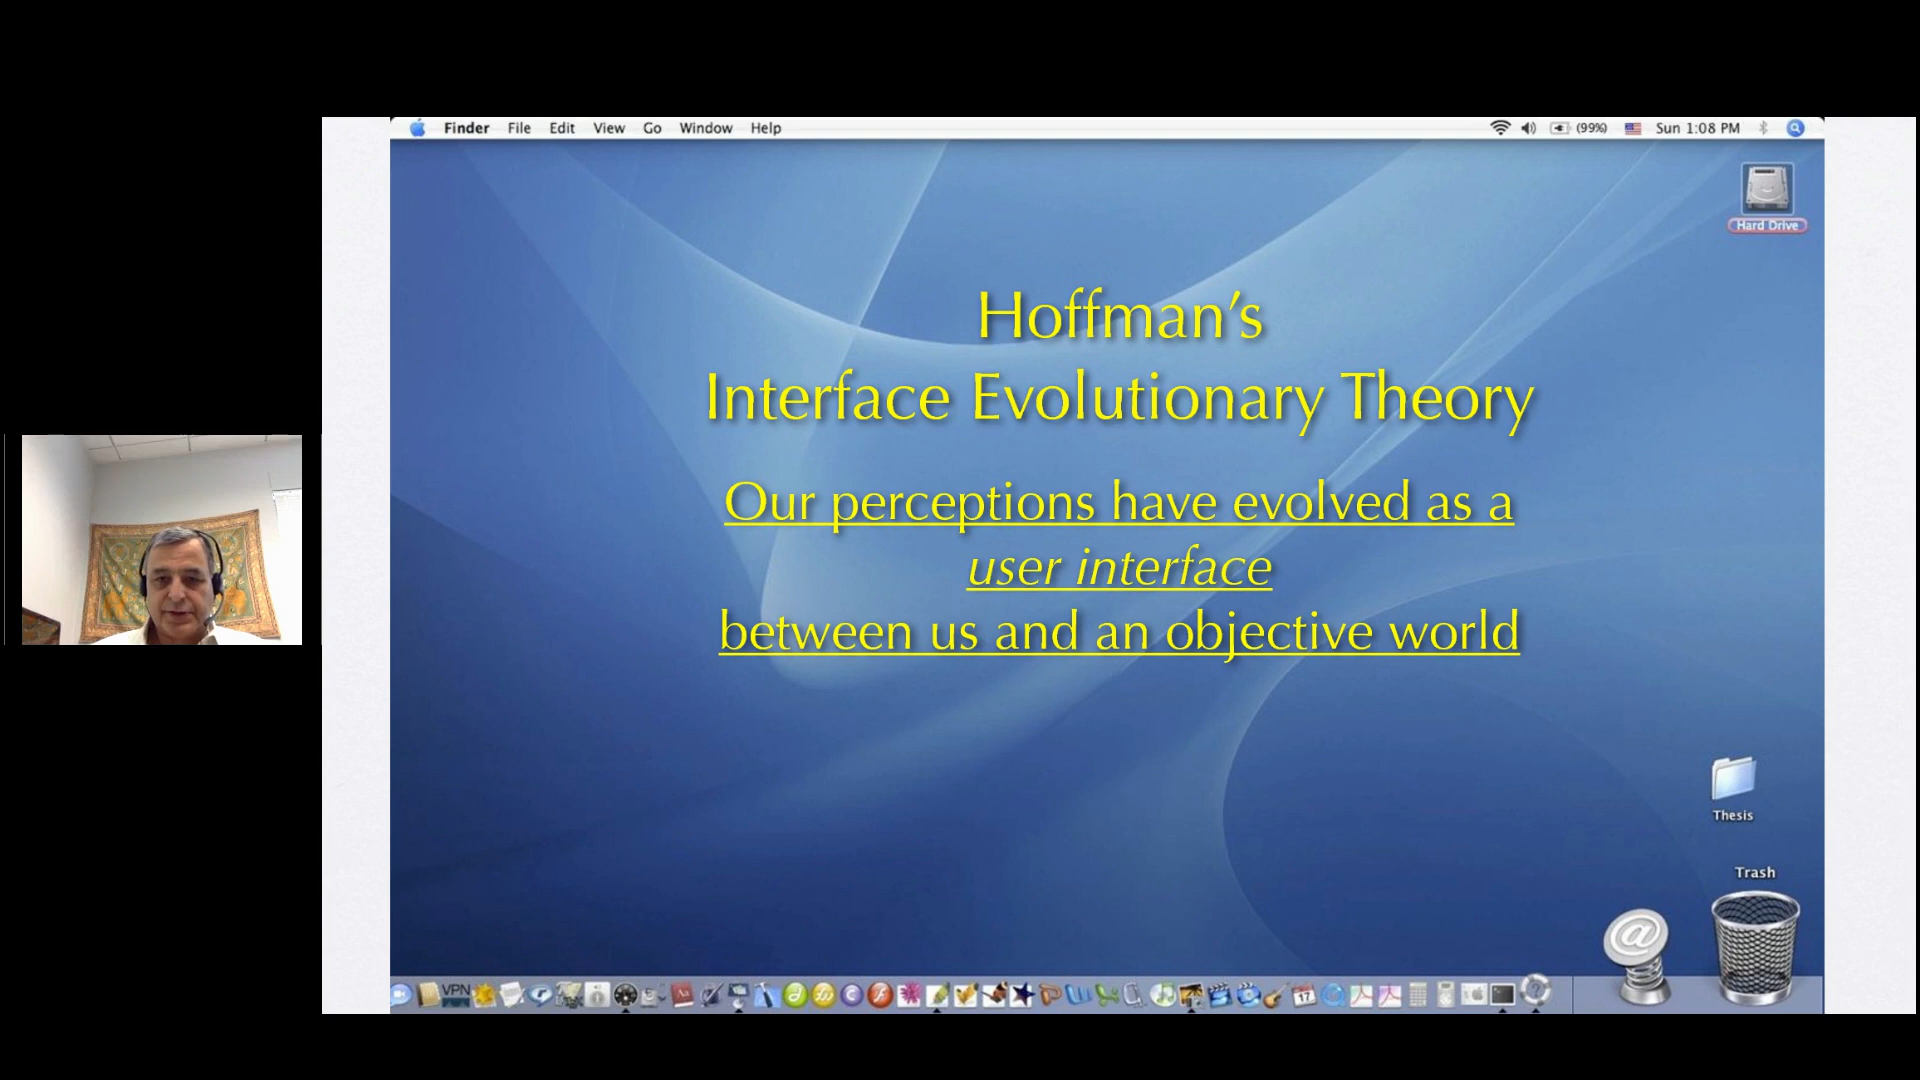 Finder File Edit View Go Window Help
(99%) Sun 1:08 PM
Hard Drive
Hoffman’s
Interface Evolutionary Theory
Our perceptions have evolved as a
user interface
between us and an objective world
Thesis
Trash
@
VPN
17